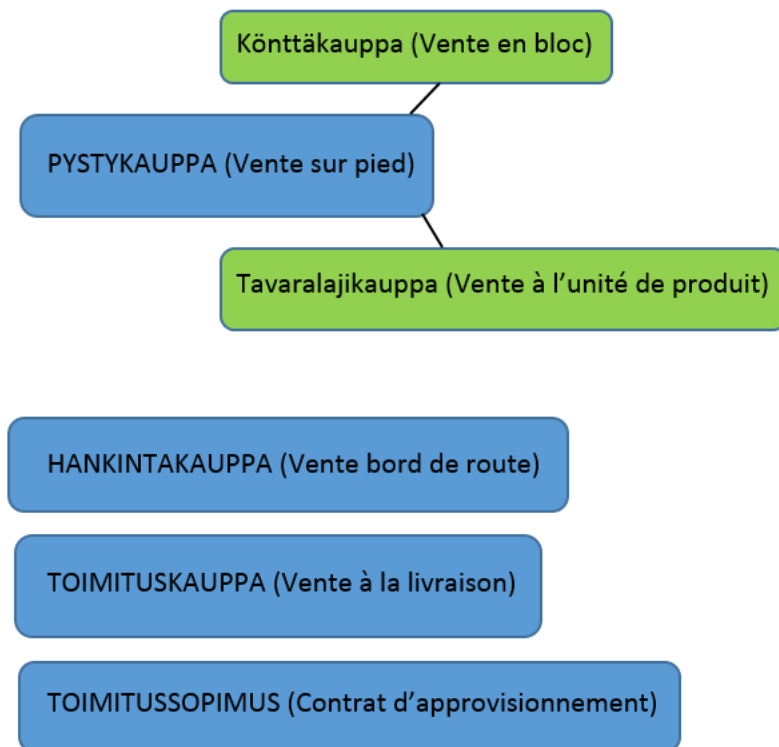 Könttäkauppa (Vente en bloc)
PYSTYKAUPPA (Vente sur pied)
Tavaralajikauppa (Vente à l’unité de produit)
HANKINTAKAUPPA (Vente bord de route)
TOIMITUSKAUPPA (Vente à la livraison)
TOIMITUSSOPIMUS (Contrat d’approvisionnement)